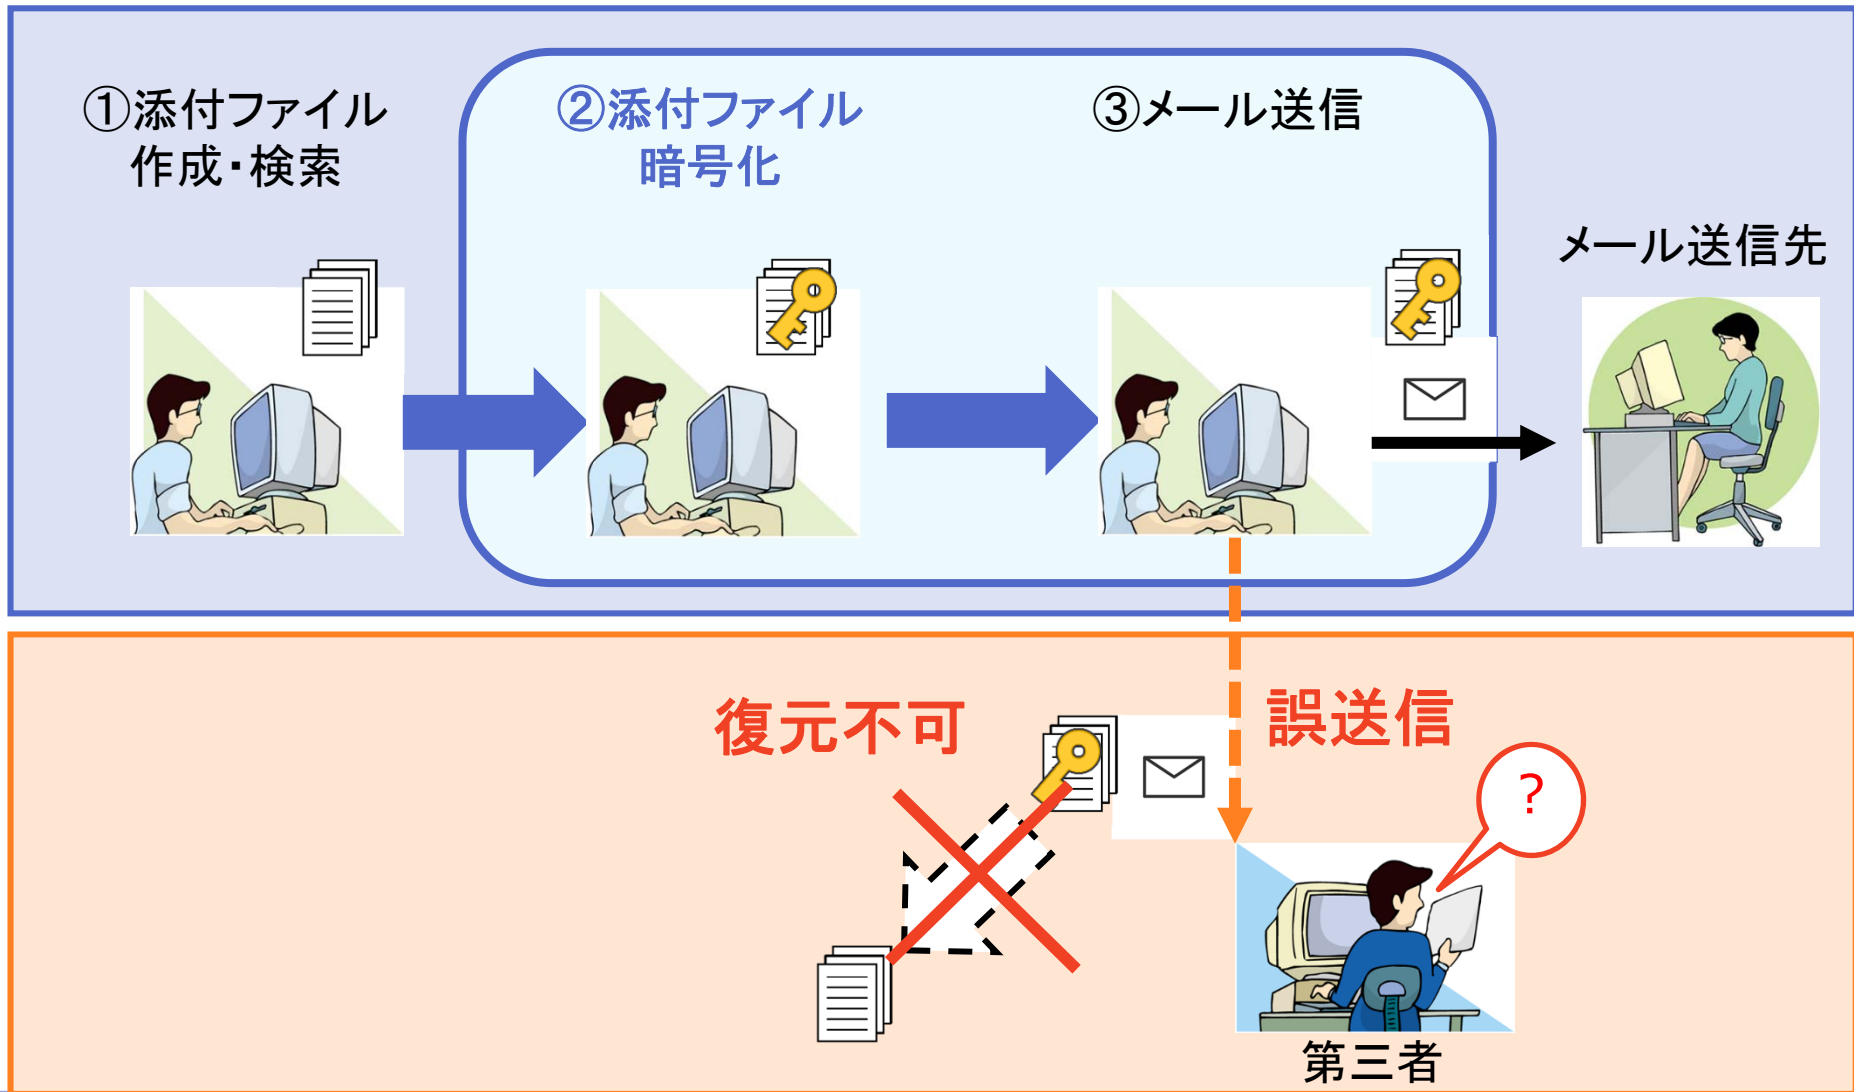 ①添付ファイル
作成・検索
②添付ファイル
暗号化
③メール送信
メール送信先
復元不可
誤送信
?
第三者